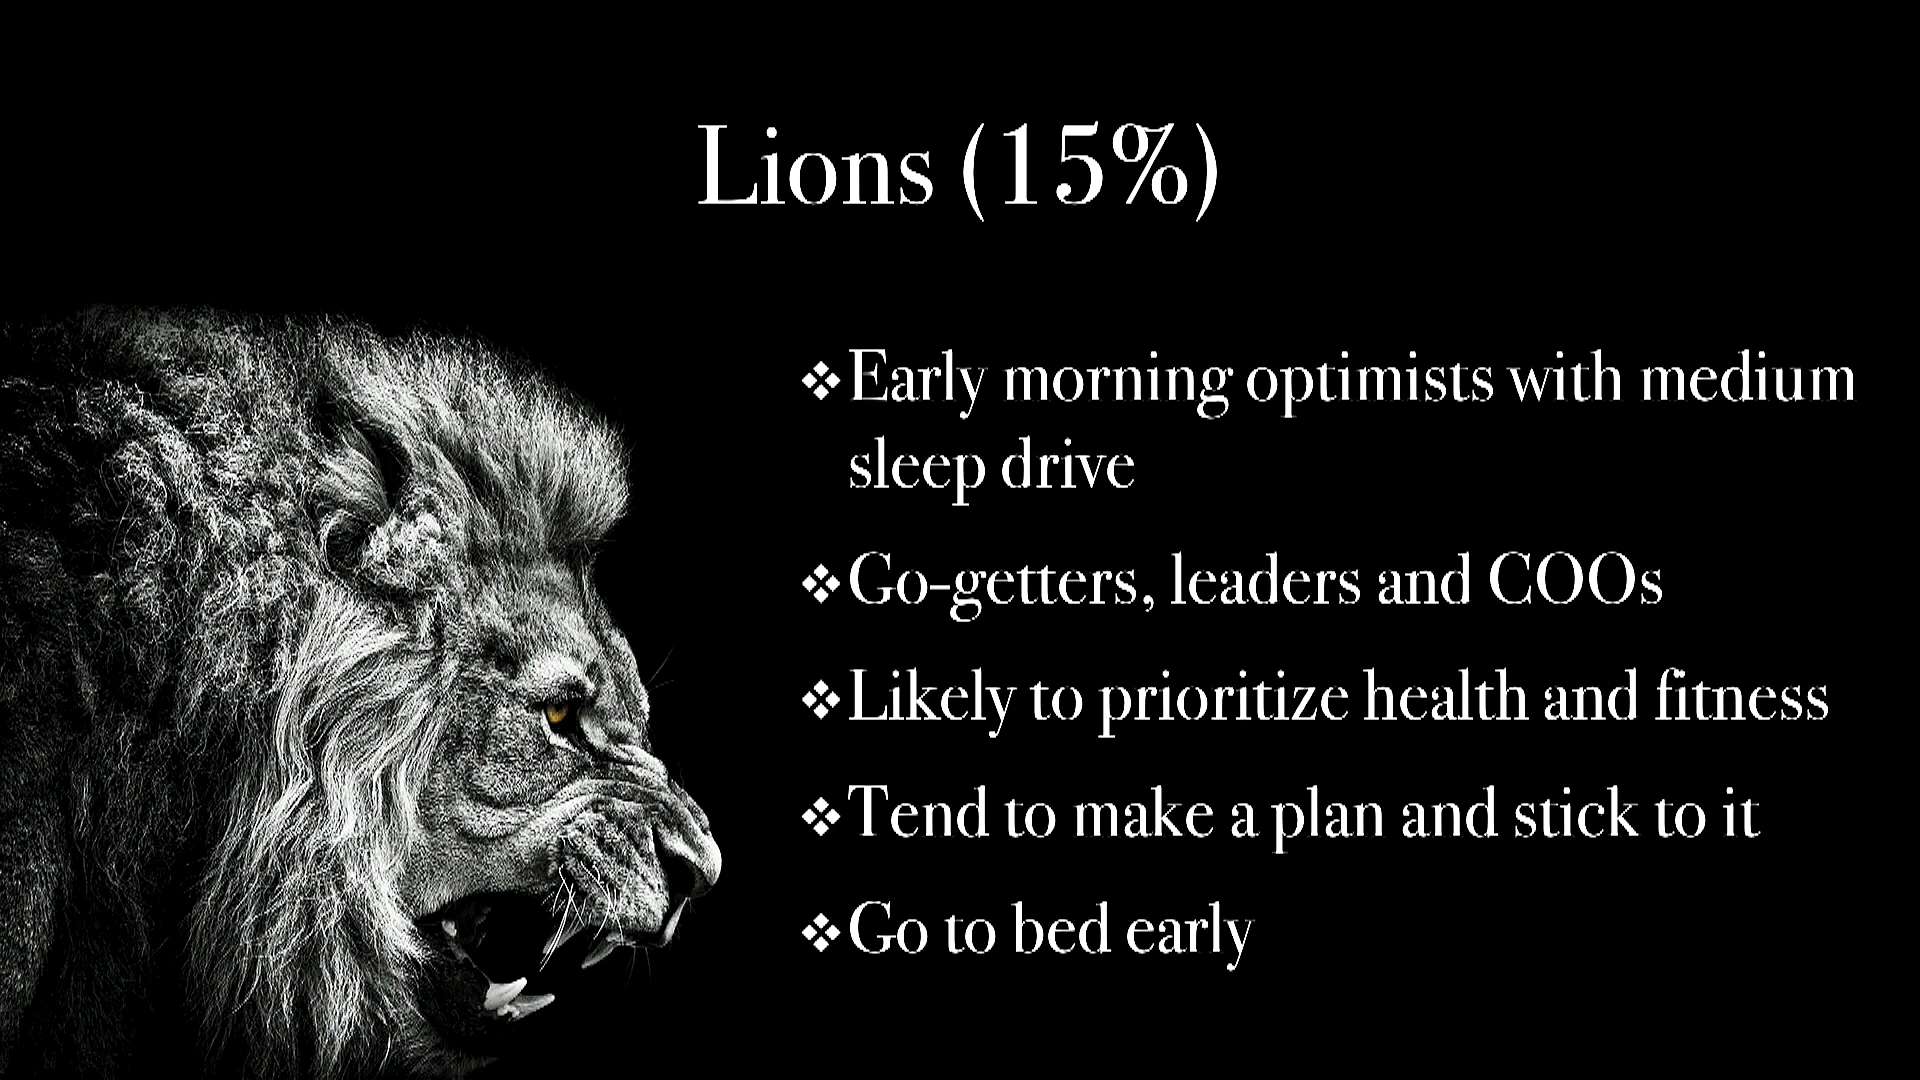 Lions (15%)
❖Early morning optimists with medium
sleep drive
❖Go-getters, leaders and COOs
❖Likely to prioritize health and fitness
❖Tend to make a plan and stick to it
❖Go to bed early